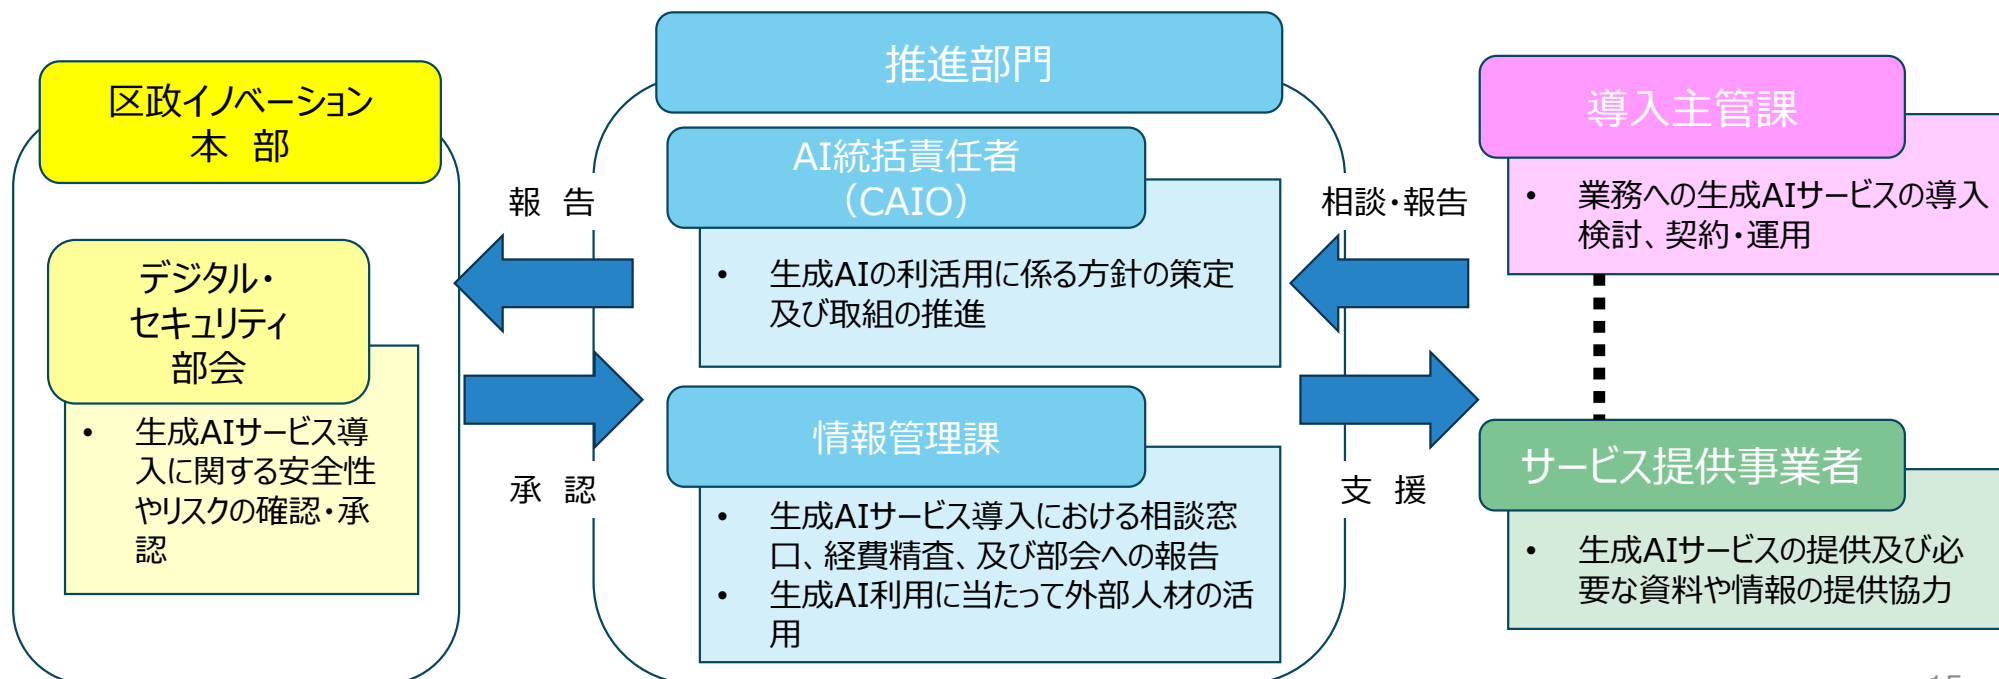 区政イノベーション
本 部
デジタル・
セキュリティ
部会
• 生成AIサービス導
入に関する安全性
やリスクの確認・承
認
報 告
承 認
推進部門
AI統括責任者
（CAIO）
• 生成AIの利活用に係る方針の策定
及び取組の推進
情報管理課
• 生成AIサービス導入における相談窓
口、経費精査、及び部会への報告
• 生成AI利用に当たって外部人材の活
用
相談・報告
支 援
導入主管課
• 業務への生成AIサービスの導入
検討、契約・運用
サービス提供事業者
• 生成AIサービスの提供及び必
要な資料や情報の提供協力